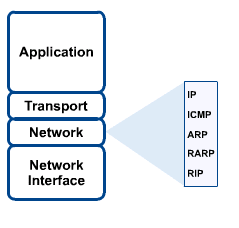 Application
Transport
Network
Network
Interface
IP
ICMP
ARP
RARP
RIP